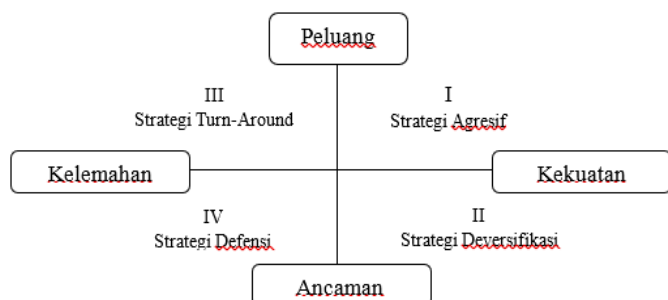 Peluang
III
Strategi Turn-Around
I
Strategi Agresif
Kelemahan
Kekuatan
IV
Strategi Defensi
II
Strategi Deversifikasi
Ancaman